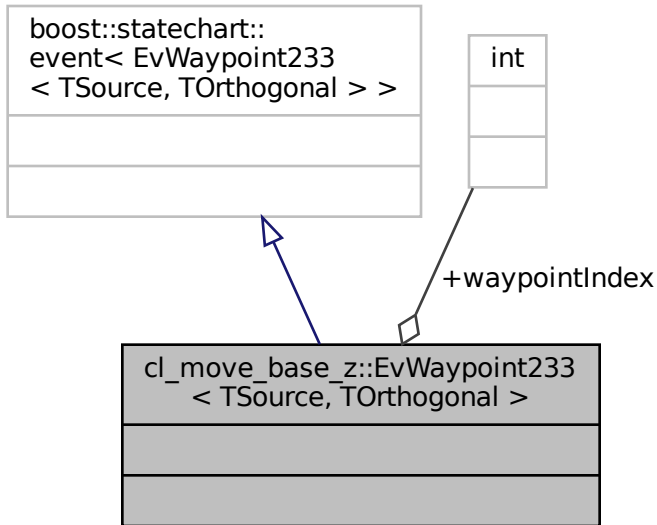 boost::statechart::
event< EvWaypoint233
< TSource, TOrthogonal > >
int
+waypointIndex
cl_move_base_z::EvWaypoint233
< TSource, TOrthogonal >